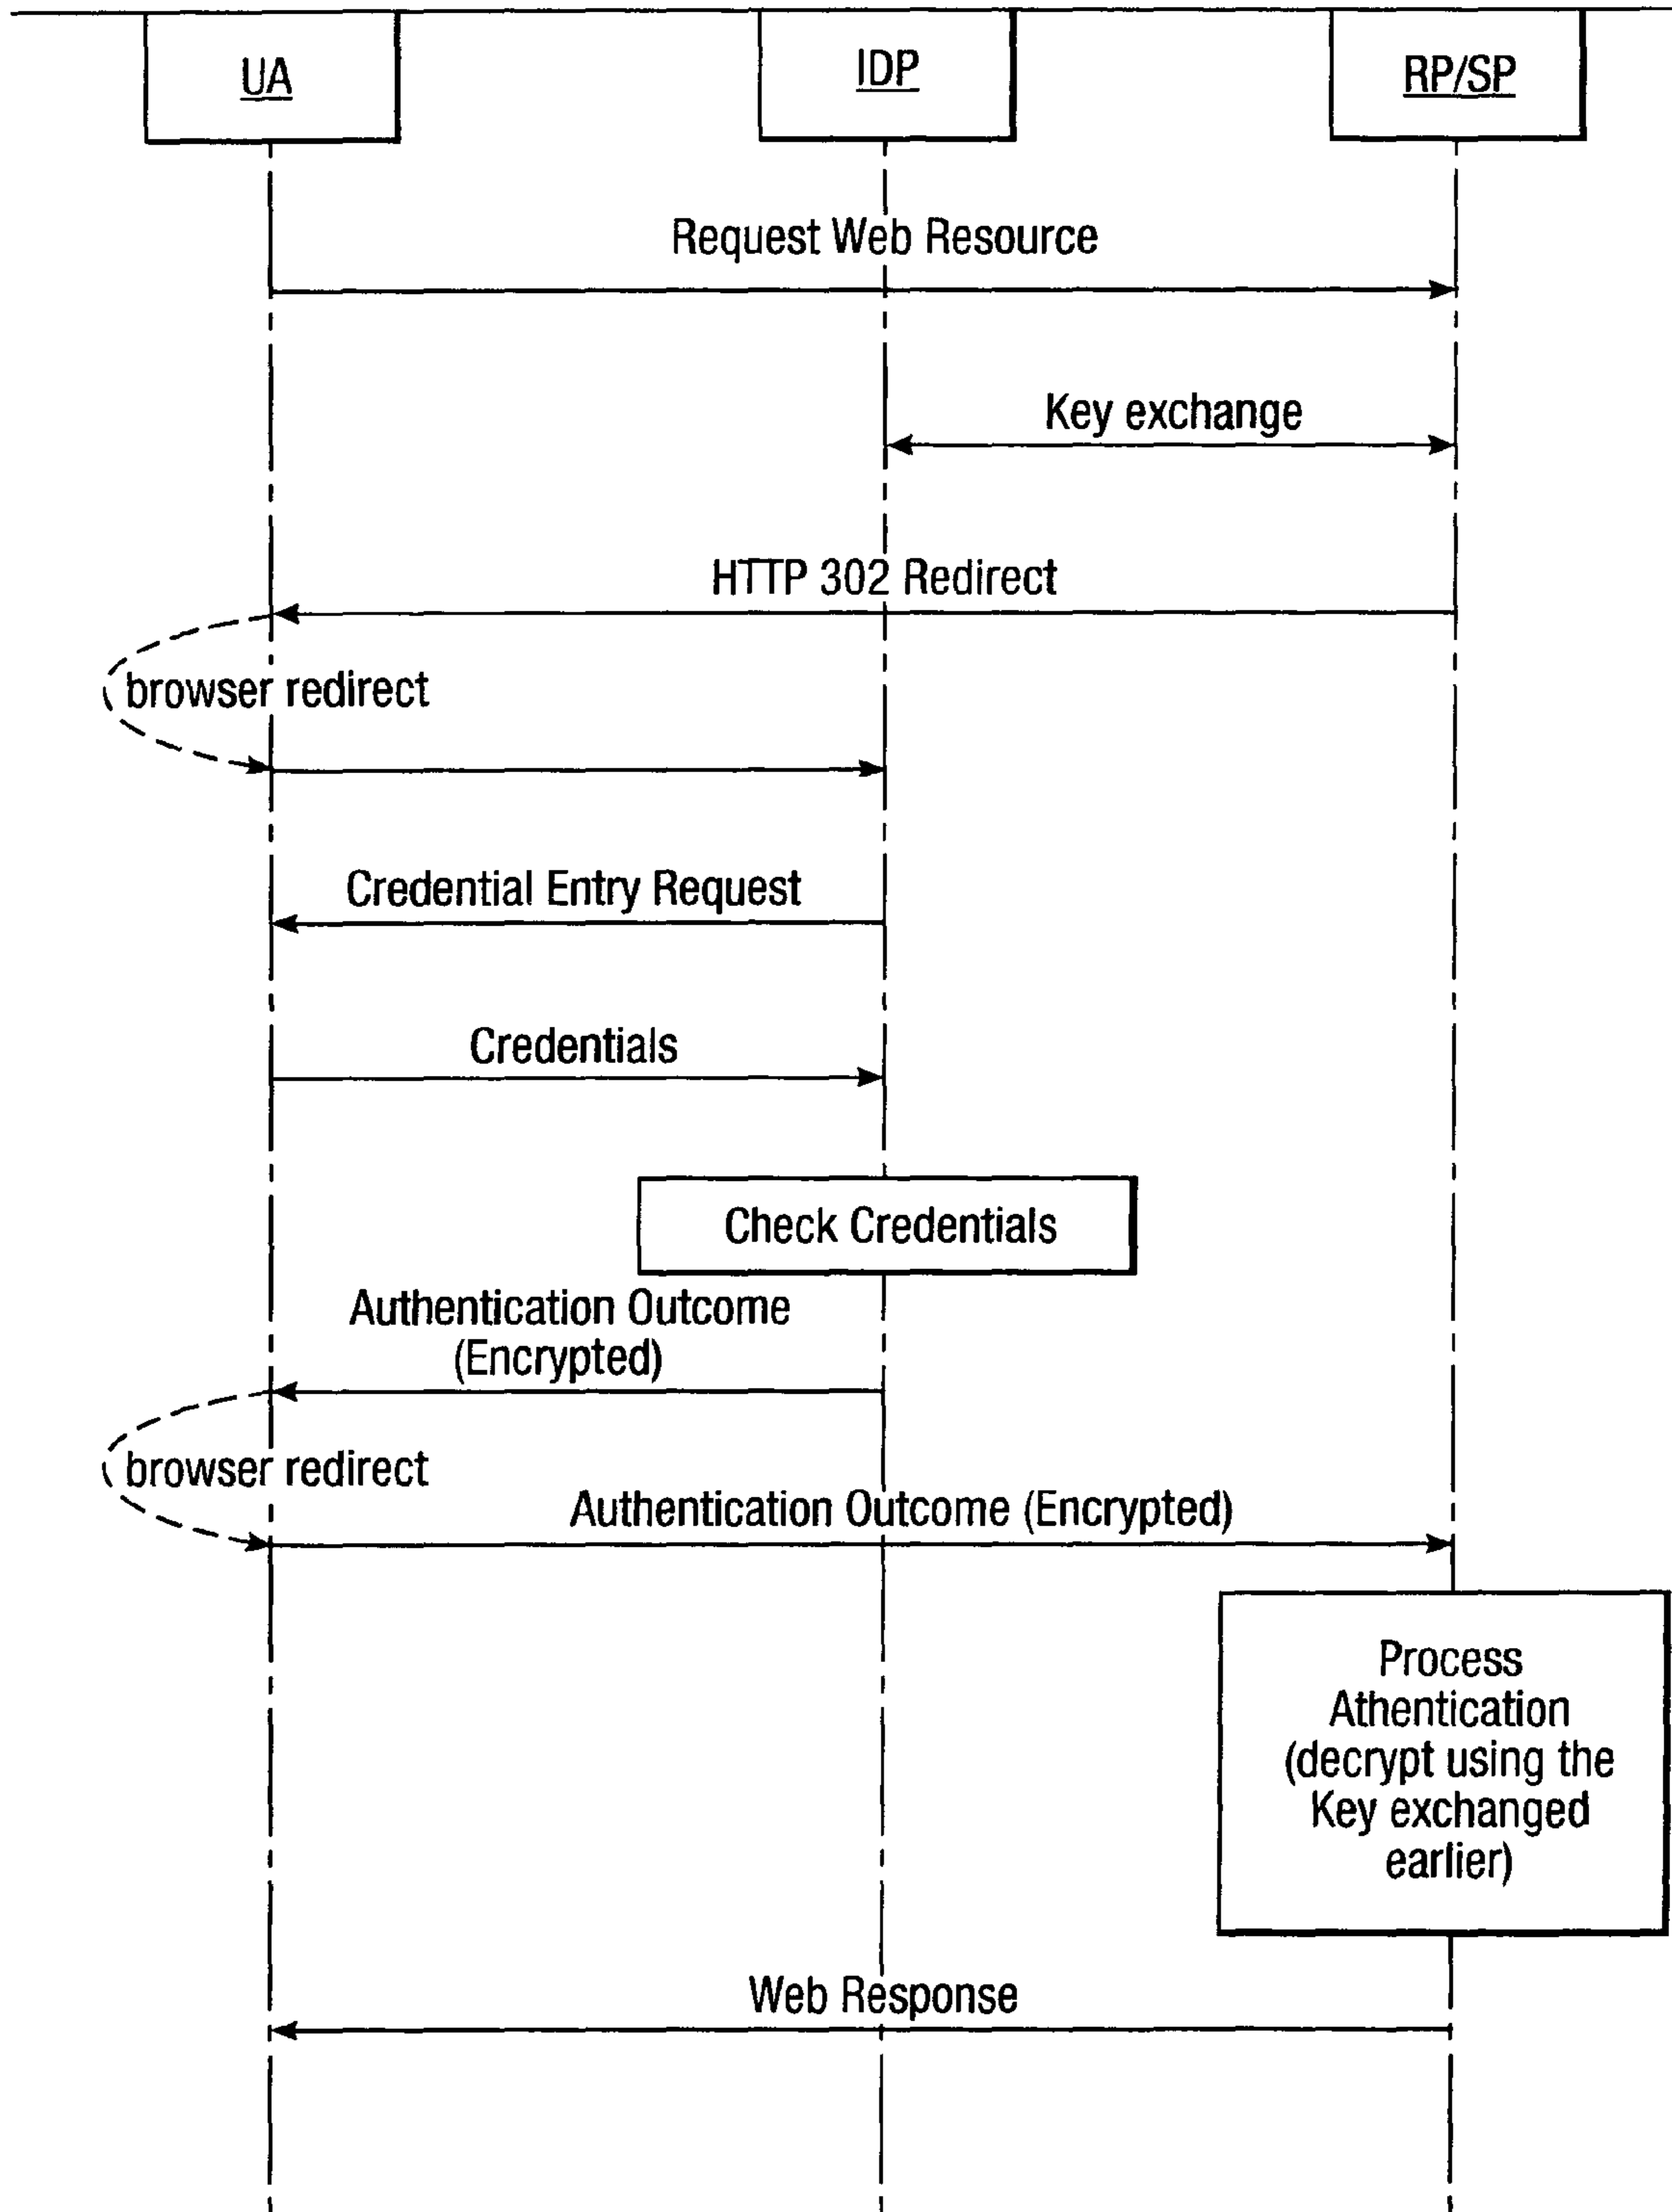 UA
IDP
RP/SP
Request Web Resource
Key exchange
HTTP 302 Redirect
browser redirect
Credential Entry Request
Credentials
Check Credentials
Authentication Outcome
(Encrypted)
browser redirect
Authentication Outcome (Encrypted)
Process
Athentication
(decrypt using the
Key exchanged
earlier)
Web Response